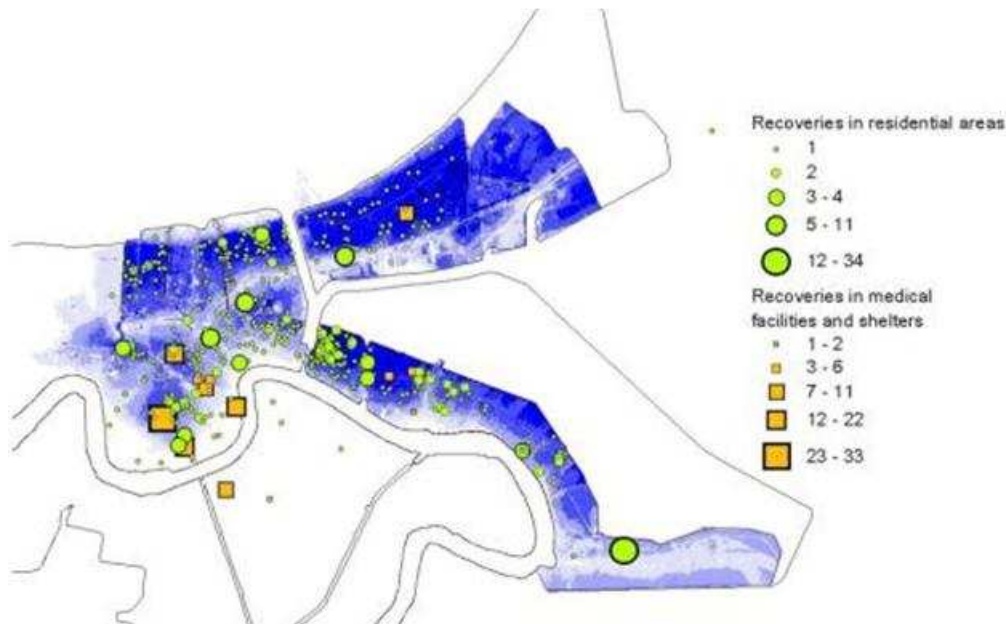 Recoveries in residential areas
1
2
3 - 4
5 - 11
12 - 34
Recoveries in medical
facilities and shelters
1 - 2
3 - 6
7 - 11
12 - 22
23 - 33